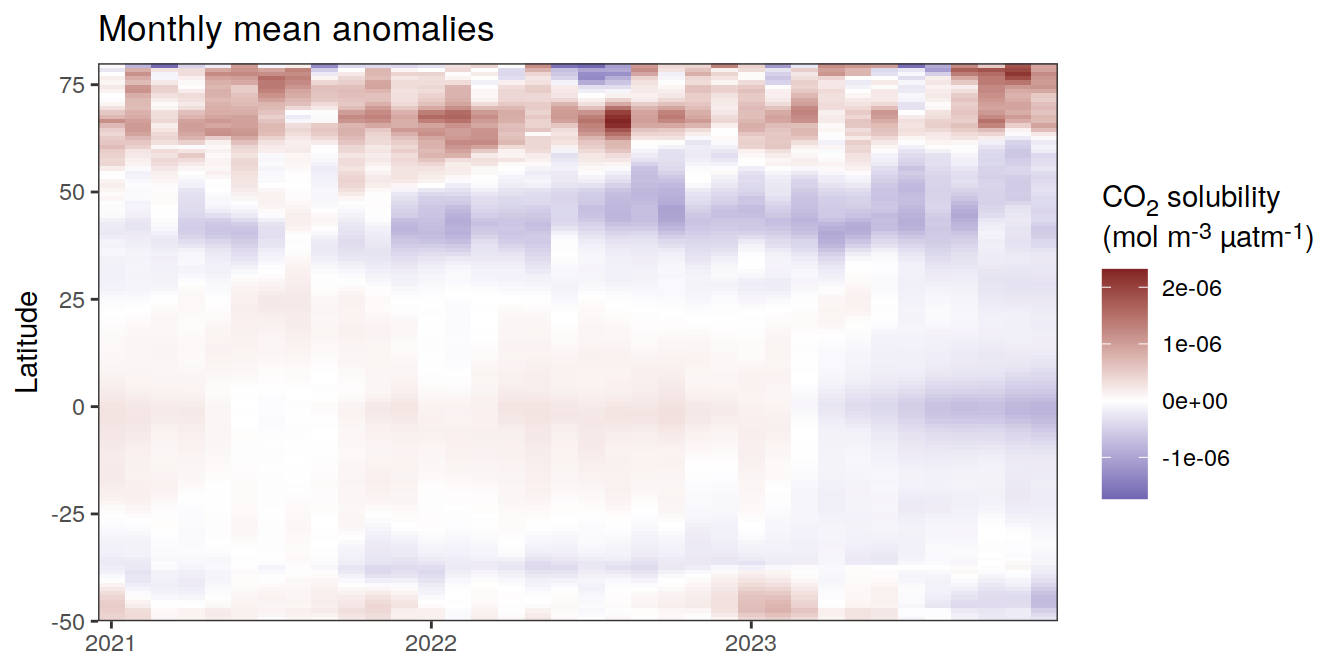 Monthly mean anomalies
Latitude
75
50
25
0
-25
-50
2021 2022 2023
CO2 solubility
(mol m-3 µatm-1)
2e-06
1e-06
0e+00
-1e-06